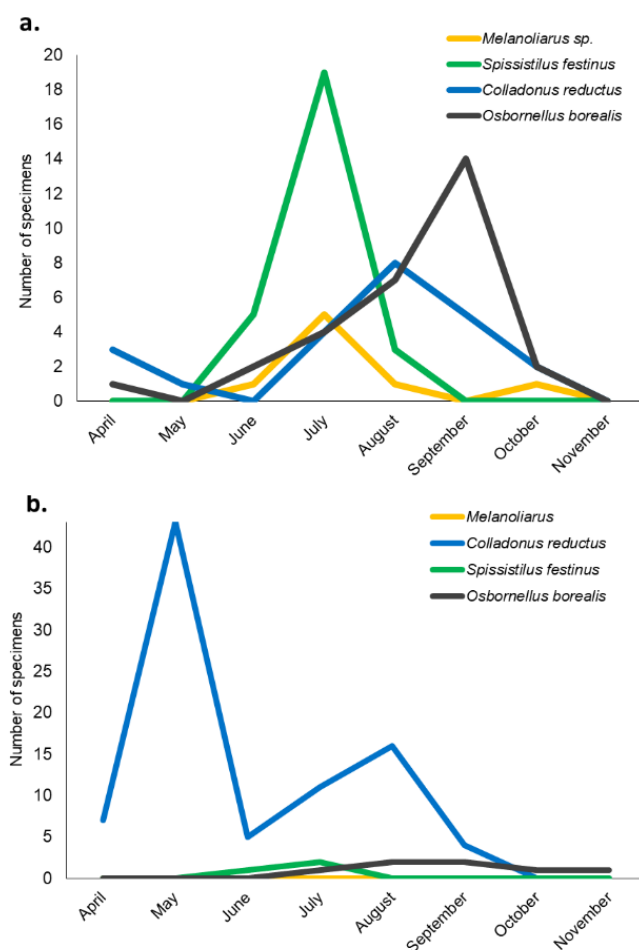 a.
Number of specimens
20
18
16
14
12
10
8
6
4
2
0
Melanoliarus sp.
Spissistilus festinus
Colladonus reductus
Osbornellus borealis
April
May
June
July
August
September
October
November
b.
Number of specimens
40
35
30
25
20
15
10
5
0
Melanoliarus
Colladonus reductus
Spissistilus festinus
Osbornellus borealis
April
May
June
July
August
September
October
November